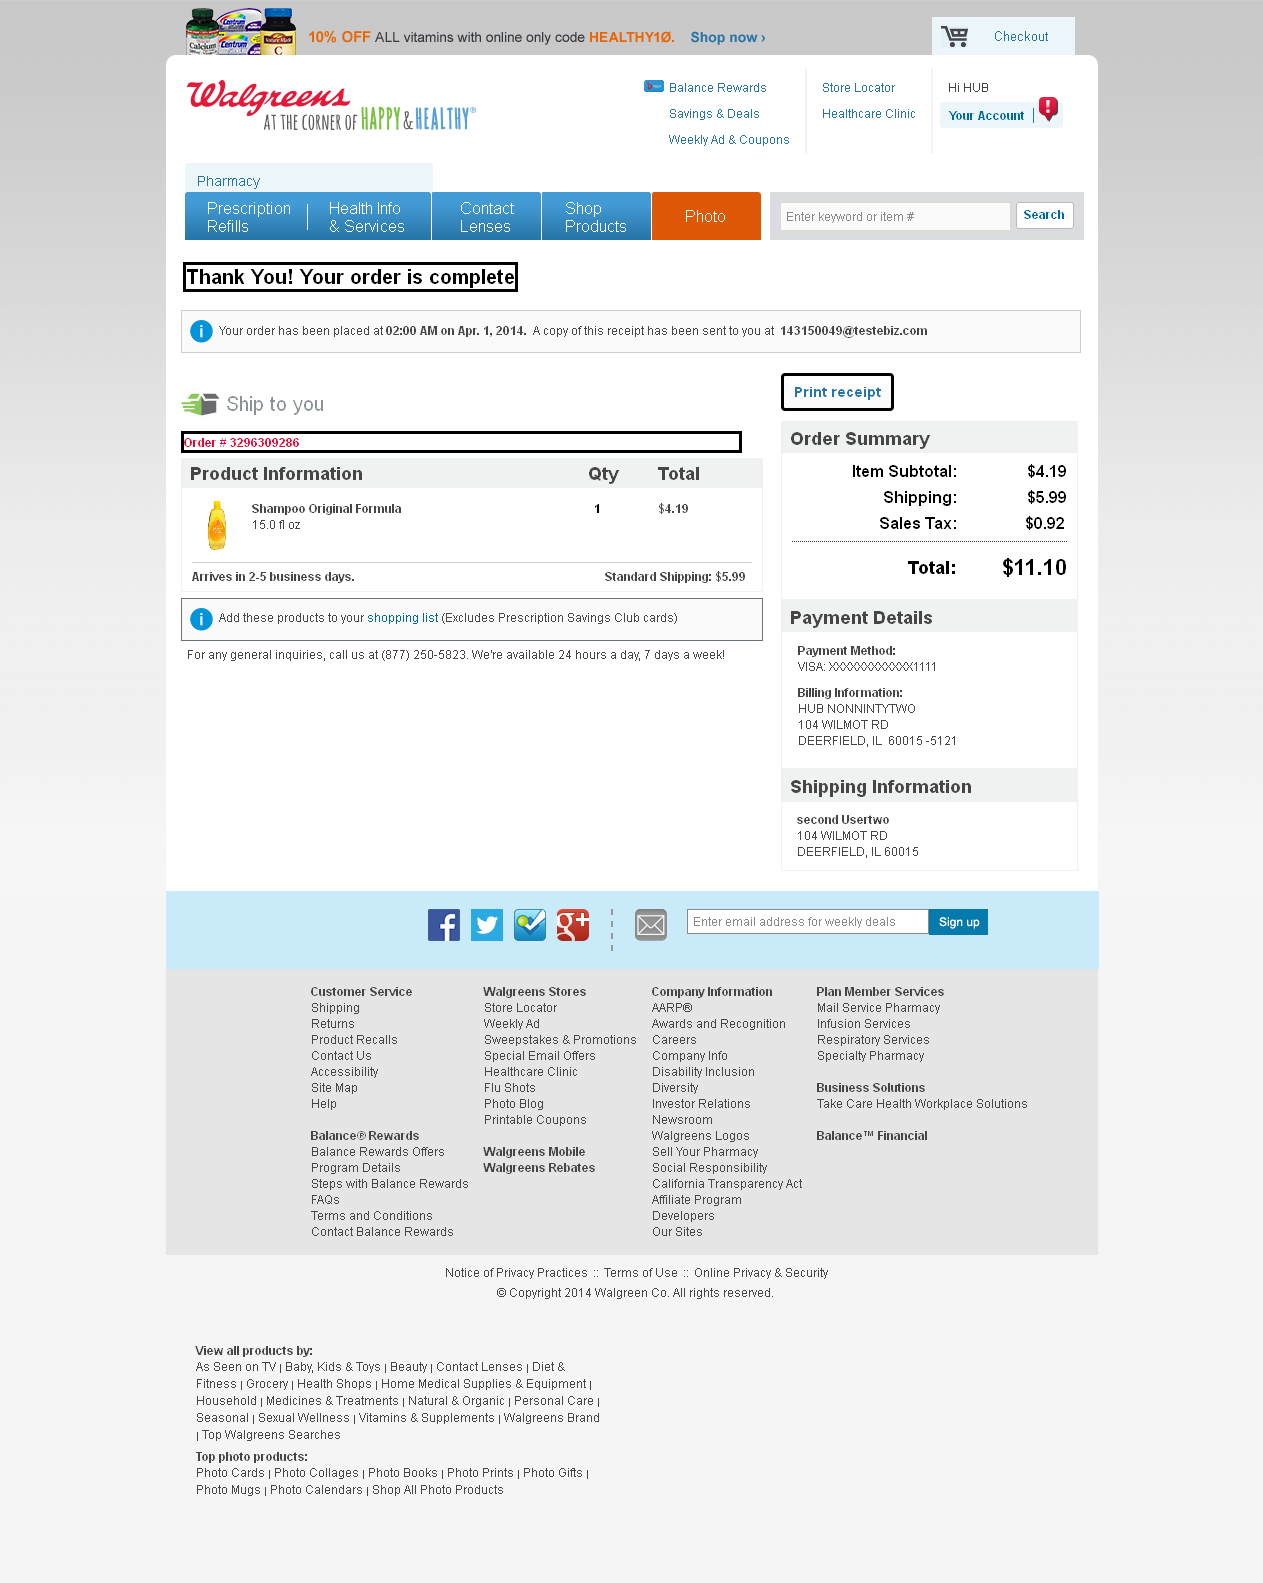 10% OFF ALL vitamins with online only code HEALTHY1Ø. Shop now ›
Checkout
Walgreens
AT THE CORNER OF HAPPY & HEALTHY®
Balance Rewards
Savings & Deals
Weekly Ad & Coupons
Store Locator
Healthcare Clinic
Hi HUB
Your Account
Pharmacy
Prescription
Refills
Health Info
& Services
Contact
Lenses
Shop
Products
Photo
Enter keyword or item #
Search
Thank You! Your order is complete
Your order has been placed at 02:00 AM on Apr. 1, 2014. A copy of this receipt has been sent to you at 143150049@testebiz.com
Ship to you
Order # 3296309286
Product Information Qty Total
Shampoo Original Formula 1 $4.19
15.0 fl oz
Arrives in 2-5 business days. Standard Shipping: $5.99
Add these products to your shopping list (Excludes Prescription Savings Club cards)
For any general inquiries, call us at (877) 250-5823. We're available 24 hours a day, 7 days a week!
Print receipt
Order Summary
Item Subtotal: $4.19
Shipping: $5.99
Sales Tax: $0.92
Total: $11.10
Payment Details
Payment Method:
VISA: XXXXXXXXXXXX1111
Billing Information:
HUB NONNINTYTWO
104 WILMOT RD
DEERFIELD, IL 60015 -5121
Shipping Information
second Usertwo
104 WILMOT RD
DEERFIELD, IL 60015
Enter email address for weekly deals
Sign up
Customer Service
Shipping
Returns
Product Recalls
Contact Us
Accessibility
Site Map
Help
Balance® Rewards
Balance Rewards Offers
Program Details
Steps with Balance Rewards
FAQs
Terms and Conditions
Contact Balance Rewards
Walgreens Stores
Store Locator
Weekly Ad
Sweepstakes & Promotions
Special Email Offers
Healthcare Clinic
Flu Shots
Photo Blog
Printable Coupons
Walgreens Mobile
Walgreens Rebates
Company Information
AARP®
Awards and Recognition
Careers
Company Info
Disability Inclusion
Diversity
Investor Relations
Newsroom
Walgreens Logos
Sell Your Pharmacy
Social Responsibility
California Transparency Act
Affiliate Program
Developers
Our Sites
Plan Member Services
Mail Service Pharmacy
Infusion Services
Respiratory Services
Specialty Pharmacy
Business Solutions
Take Care Health Workplace Solutions
Balance™ Financial
Notice of Privacy Practices :: Terms of Use :: Online Privacy & Security
© Copyright 2014 Walgreen Co. All rights reserved.
View all products by:
As Seen on TV | Baby, Kids & Toys | Beauty | Contact Lenses | Diet &
Fitness | Grocery | Health Shops | Home Medical Supplies & Equipment |
Household | Medicines & Treatments | Natural & Organic | Personal Care |
Seasonal | Sexual Wellness | Vitamins & Supplements | Walgreens Brand
| Top Walgreens Searches
Top photo products:
Photo Cards | Photo Collages | Photo Books | Photo Prints | Photo Gifts |
Photo Mugs | Photo Calendars | Shop All Photo Products